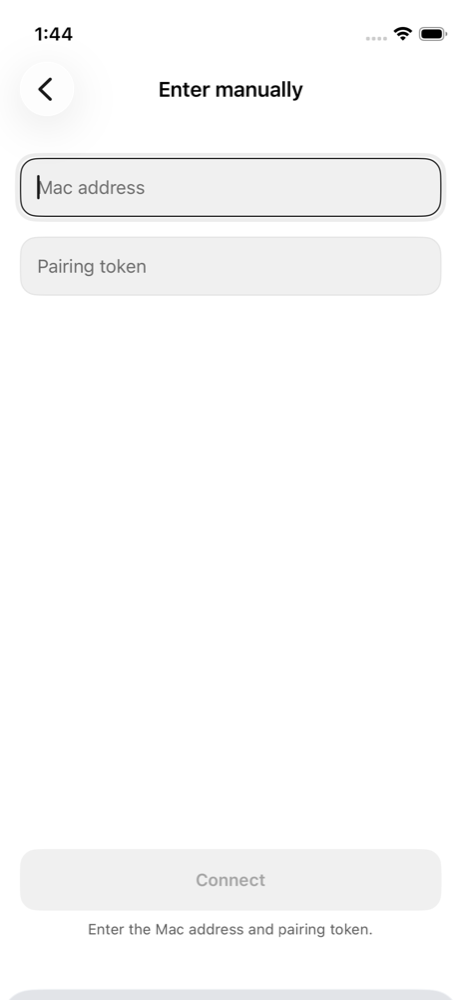 1:44
Enter manually
Mac address
Pairing token
Connect
Enter the Mac address and pairing token.